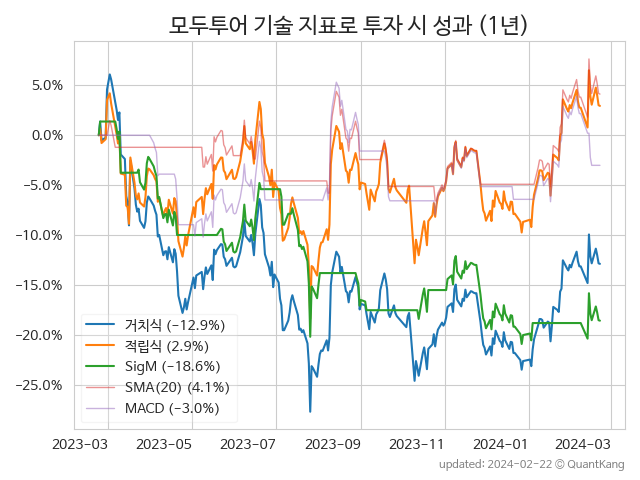 모두투어 기술 지표로 투자 시 성과 (1년)
5.0%
0.0%
−5.0%
−10.0%
−15.0%
−20.0%
−25.0%
거치식 (−12.9%)
적립식 (2.9%)
SigM (−18.6%)
SMA(20) (4.1%)
MACD (−3.0%)
2023-03
2023-05
2023-07
2023-09
2023-11
2024-01
2024-03
updated: 2024-02-22 © QuantKang